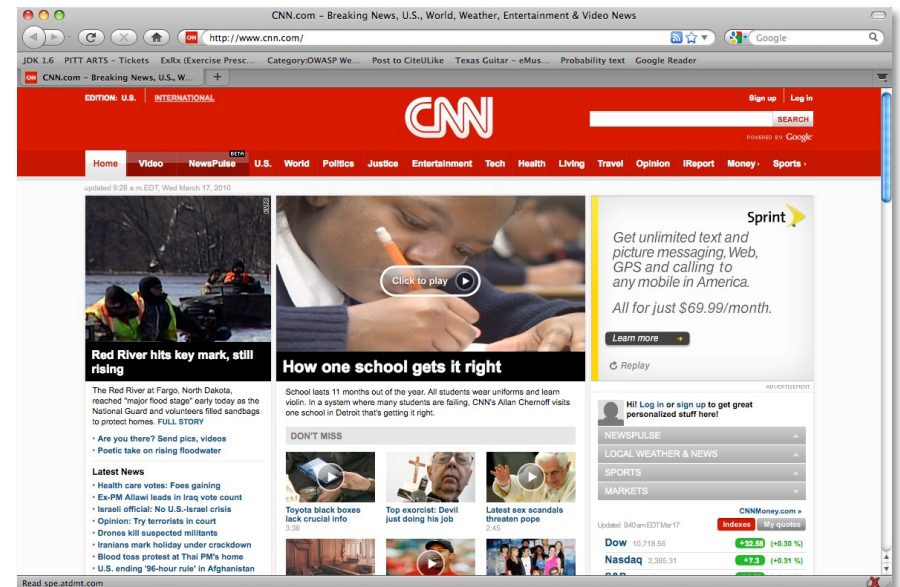 CNN.com – Breaking News, U.S., World, Weather, Entertainment & Video News
http://www.cnn.com/
Google
JDK 1.6 PITT ARTS – Tickets ExRx (Exercise Presc... Category:OWASP We... Post to CiteULike Texas Guitar – eMus... Probability text Google Reader
CNN.com – Breaking News, U.S., W...
EDITION: U.S. INTERNATIONAL
CNN
Sign up Log in
SEARCH
POWERED BY Google
BETA
Home Video NewsPulse U.S. World Politics Justice Entertainment Tech Health Living Travel Opinion iReport Money Sports
updated 9:28 a.m. EDT, Wed March 17, 2010
Red River hits key mark, still
rising
The Red River at Fargo, North Dakota,
reached "major flood stage" early today as the
National Guard and volunteers filled sandbags
to protect homes. FULL STORY
Are you there? Send pics, videos
Poetic take on rising floodwater
Latest News
Health care votes: Foes gaining
Ex-PM Allawi leads in Iraq vote count
Israeli official: No U.S.-Israel crisis
Opinion: Try terrorists in court
Drones kill suspected militants
Iranians mark holiday under crackdown
Blood toss protest at Thai PM's home
U.S. ending '96-hour rule' in Afghanistan
Click to play
How one school gets it right
School lasts 11 months out of the year. All students wear uniforms and learn
violin. In a system where many students are failing, CNN's Allan Chernoff visits
one school in Detroit that's getting it right.
DON'T MISS
Toyota black boxes
lack crucial info
3:38
Top exorcist: Devil
just doing his job
Latest sex scandals
threaten pope
2:45
Sprint
Get unlimited text and
picture messaging, Web,
GPS and calling to
any mobile in America.
All for just $69.99/month.
Learn more
Replay
ADVERTISEMENT
Hi! Log in or sign up to get great
personalized stuff here!
NEWSPULSE
LOCAL WEATHER & NEWS
SPORTS
MARKETS
CNNMoney.com »
Updated 9:40 am EDT Mar 17 Indexes My quotes
Dow 10,718.56 +32.58 (+0.30 %)
Nasdaq 2,385.31 +7.3 (+0.31 %)
Read spe.atdmt.com